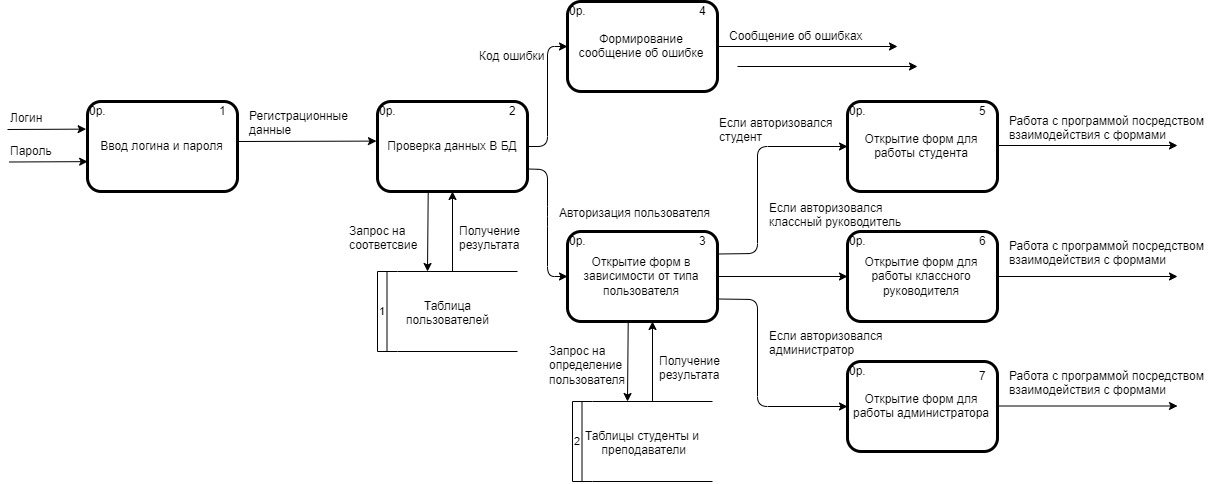 Логин
Пароль
0р.
1
Ввод логина и пароля
Регистрационные
данные
0р.
2
Проверка данных В БД
Запрос на
соответсвие
Получение
результата
1
Таблица
пользователей
Код ошибки
0р.
4
Формирование
сообщение об ошибке
Сообщение об ошибках
Авторизация пользователя
0р.
3
Открытие форм в
зависимости от типа
пользователя
Запрос на
определение
пользователя
Получение
результата
2
Таблицы студенты и
преподаватели
Если авторизовался
студент
0р.
5
Открытие форм для
работы студента
Работа с программой посредством
взаимодействия с формами
Если авторизовался
классный руководитель
0р.
6
Открытие форм для
работы классного
руководителя
Работа с программой посредством
взаимодействия с формами
Если авторизовался
администратор
0р.
7
Открытие форм для
работы администратора
Работа с программой посредством
взаимодействия с формами